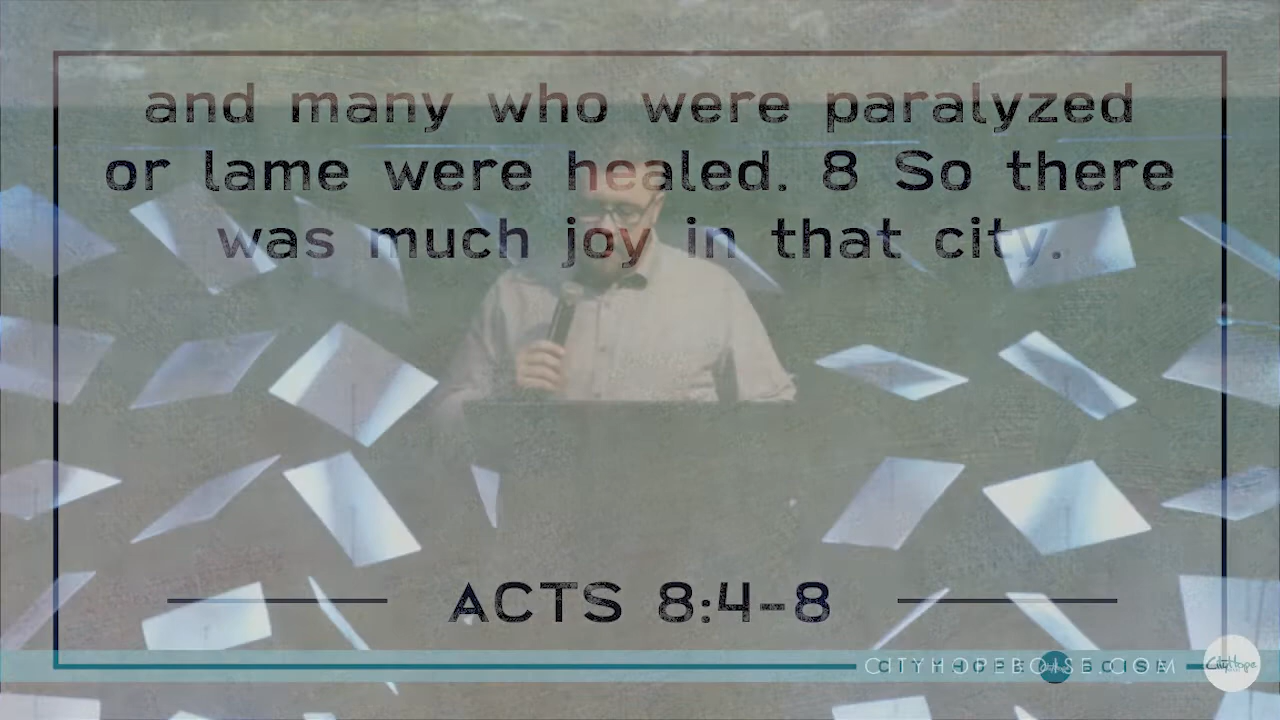 and many who were paralyzed
or lame were healed. 8 So there
was much joy in that city.
ACTS 8:4-8
CITYHOPEBOISE.COM
CityHope